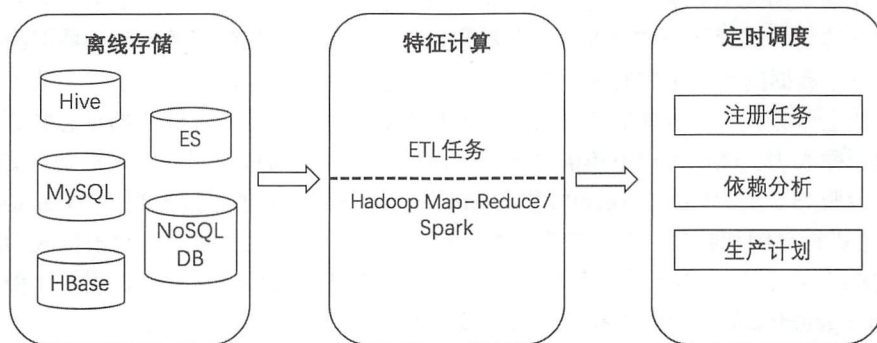 离线存储
Hive
ES
MySQL
NoSQL
DB
HBase
特征计算
ETL任务
Hadoop Map-Reduce/
Spark
定时调度
注册任务
依赖分析
生产计划